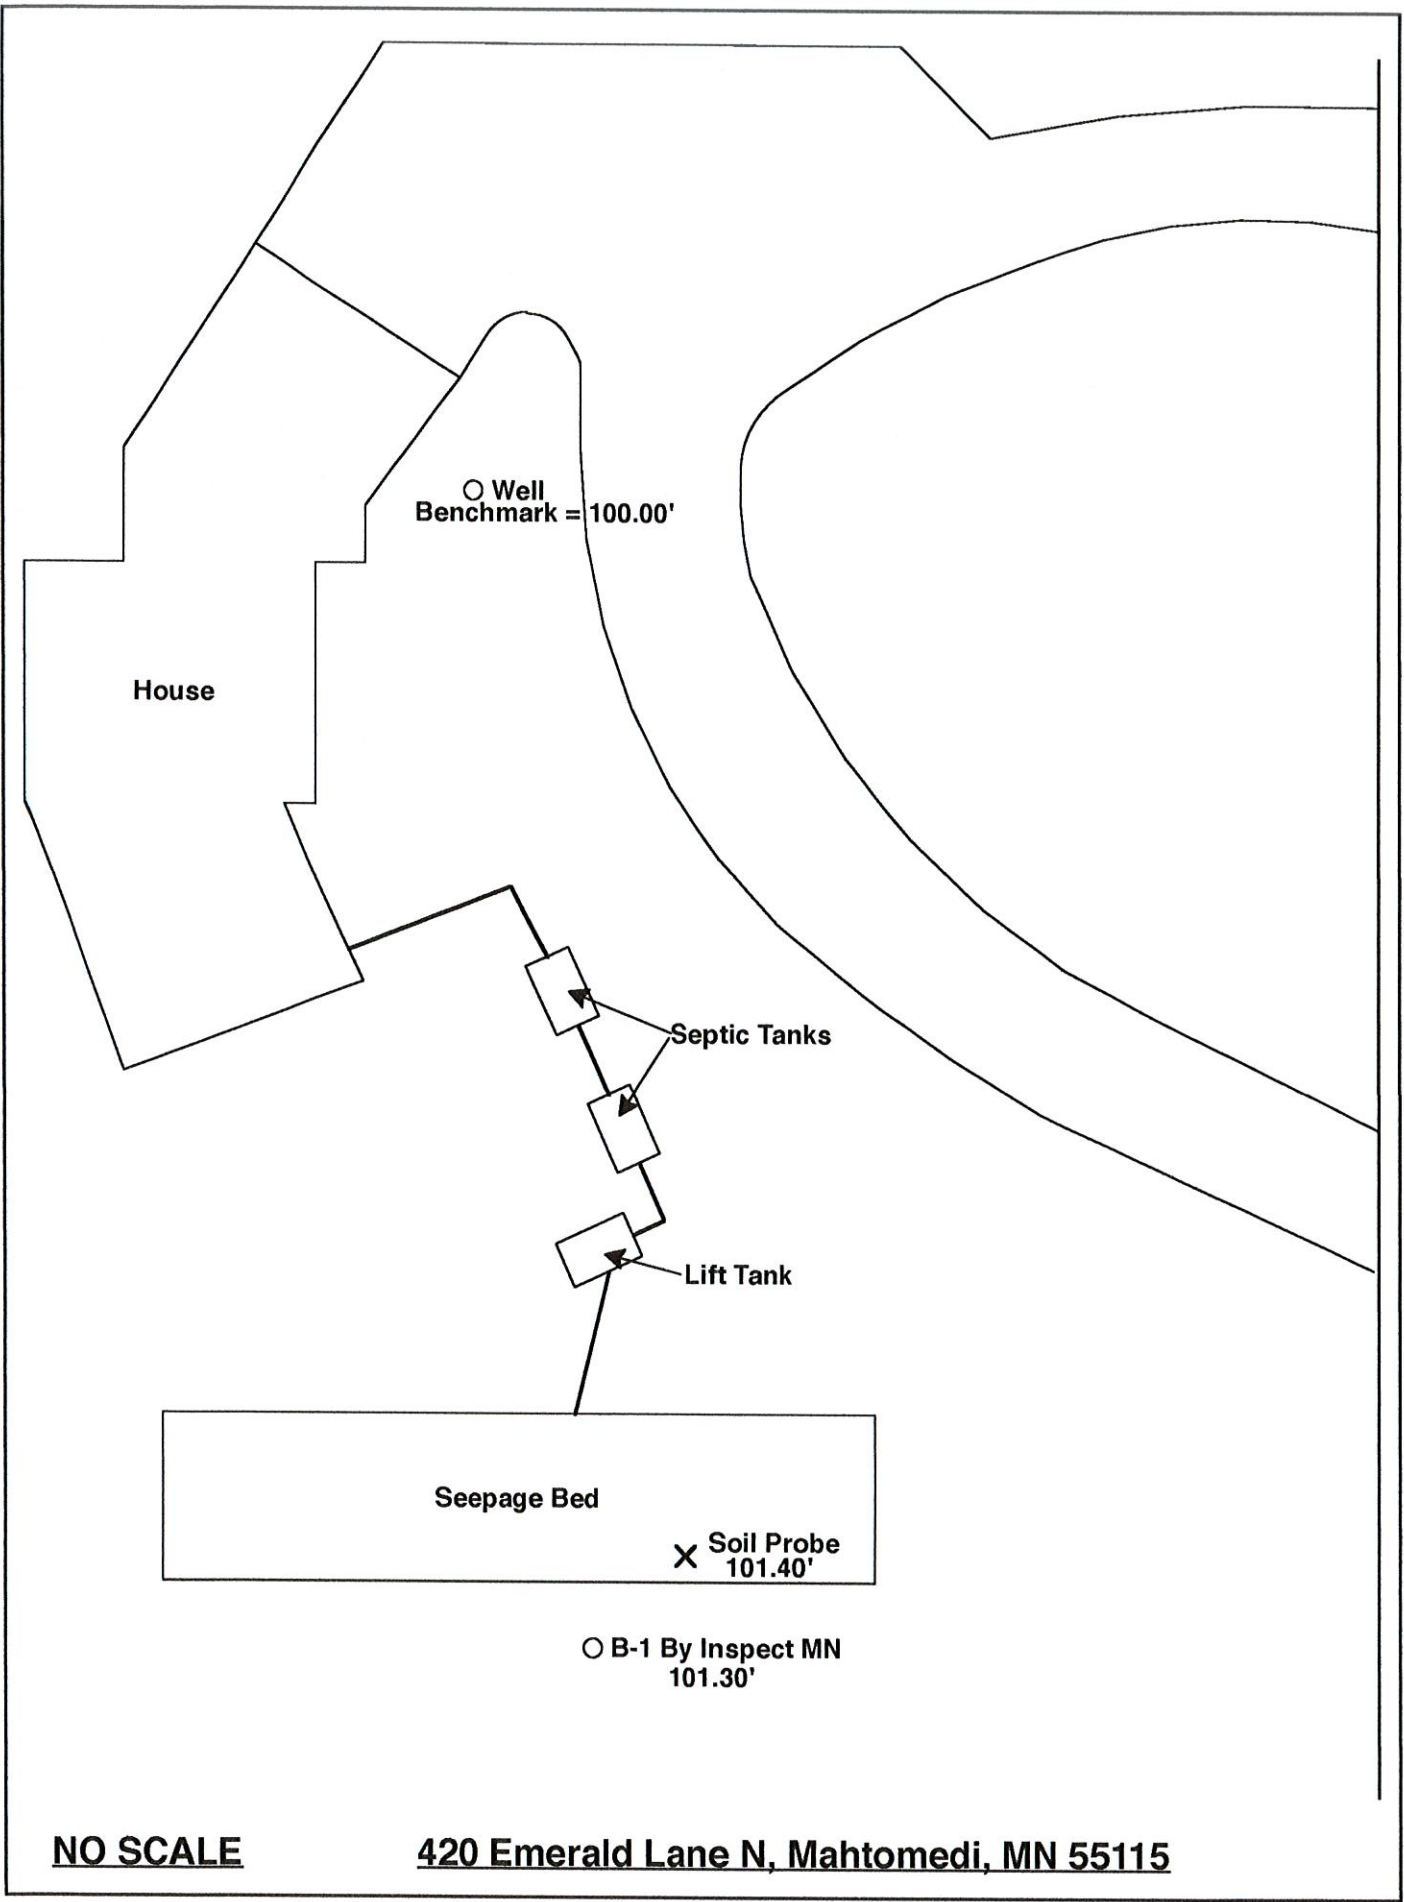 Well
Benchmark = 100.00'
House
Septic Tanks
Lift Tank
Seepage Bed
Soil Probe
101.40'
B-1 By Inspect MN
101.30'
NO SCALE
420 Emerald Lane N, Mahtomedi, MN 55115